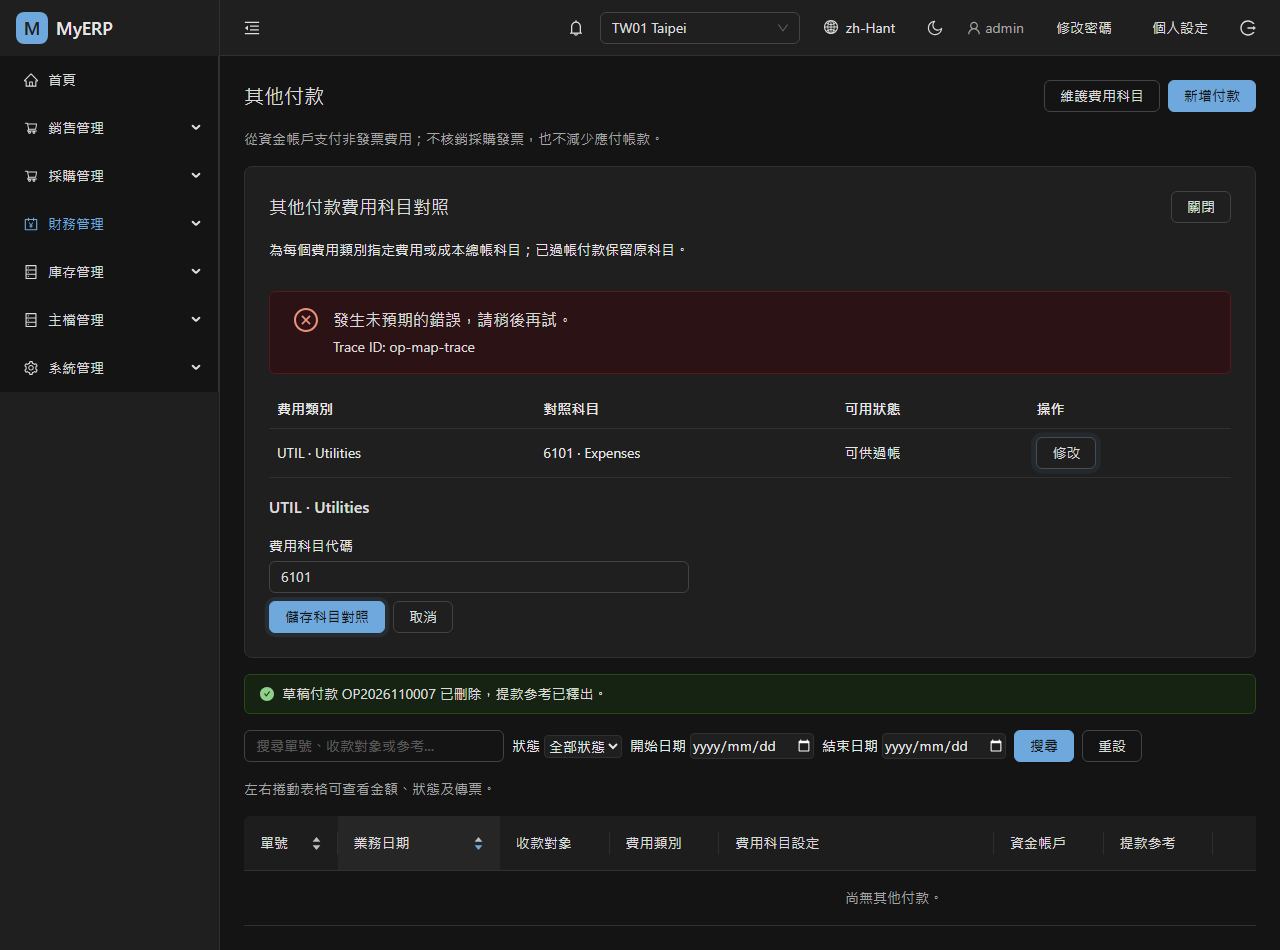 M MyERP
TW01 Taipei
zh-Hant
admin
修改密碼
個人設定
首頁
銷售管理
採購管理
財務管理
庫存管理
主檔管理
系統管理
其他付款
維護費用科目
新增付款
從資金帳戶支付非發票費用；不核銷採購發票，也不減少應付帳款。
其他付款費用科目對照
關閉
為每個費用類別指定費用或成本總帳科目；已過帳付款保留原科目。
發生未預期的錯誤，請稍後再試。
Trace ID: op-map-trace
費用類別 對照科目 可用狀態 操作
UTIL · Utilities 6101 · Expenses 可供過帳 修改
UTIL · Utilities
費用科目代碼
6101
儲存科目對照 取消
草稿付款 OP2026110007 已刪除，提款參考已釋出。
搜尋單號、收款對象或參考... 狀態 全部狀態 開始日期 yyyy/mm/dd 結束日期 yyyy/mm/dd 搜尋 重設
左右捲動表格可查看金額、狀態及傳票。
單號 業務日期 收款對象 費用類別 費用科目設定 資金帳戶 提款參考
尚無其他付款。